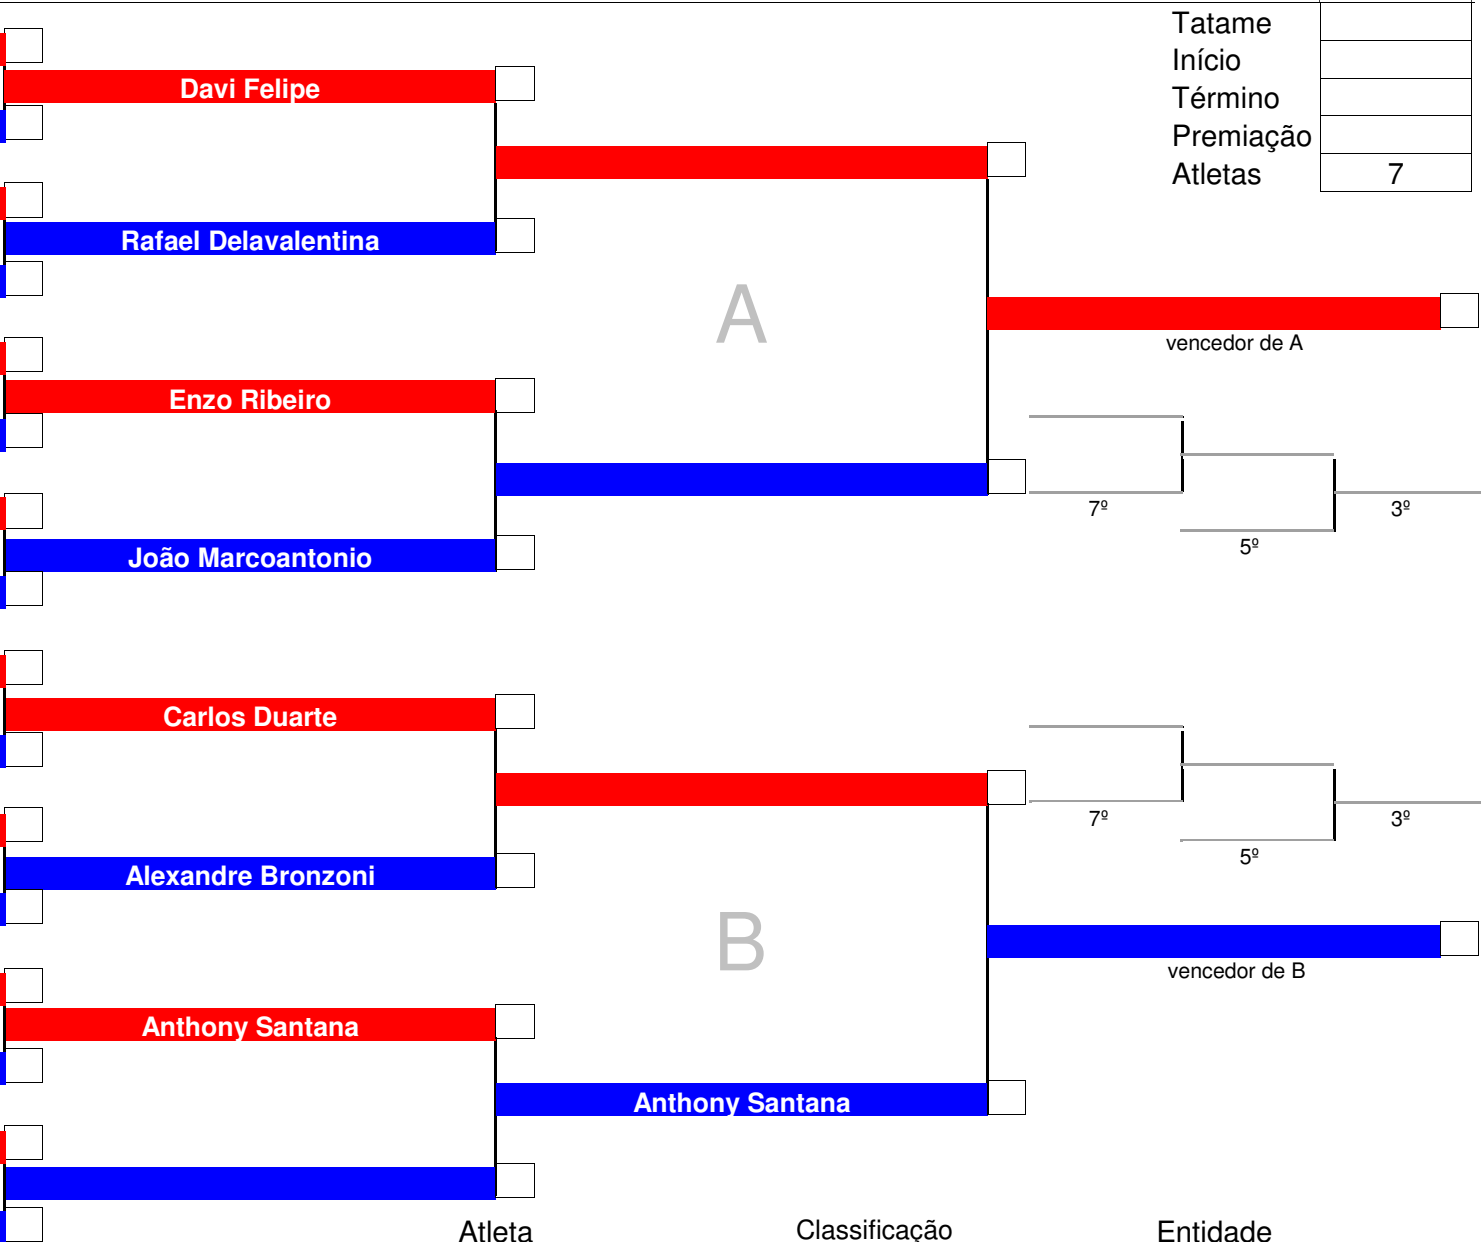 Tatame
Início
Término
Premiação
Atletas 7
Davi Felipe
Rafael Delavalentina
A
vencedor de A
Enzo Ribeiro
7º
3º
5º
João Marcoantonio
Carlos Duarte
7º
3º
5º
Alexandre Bronzoni
B
vencedor de B
Anthony Santana
Anthony Santana
Atleta Classificação Entidade